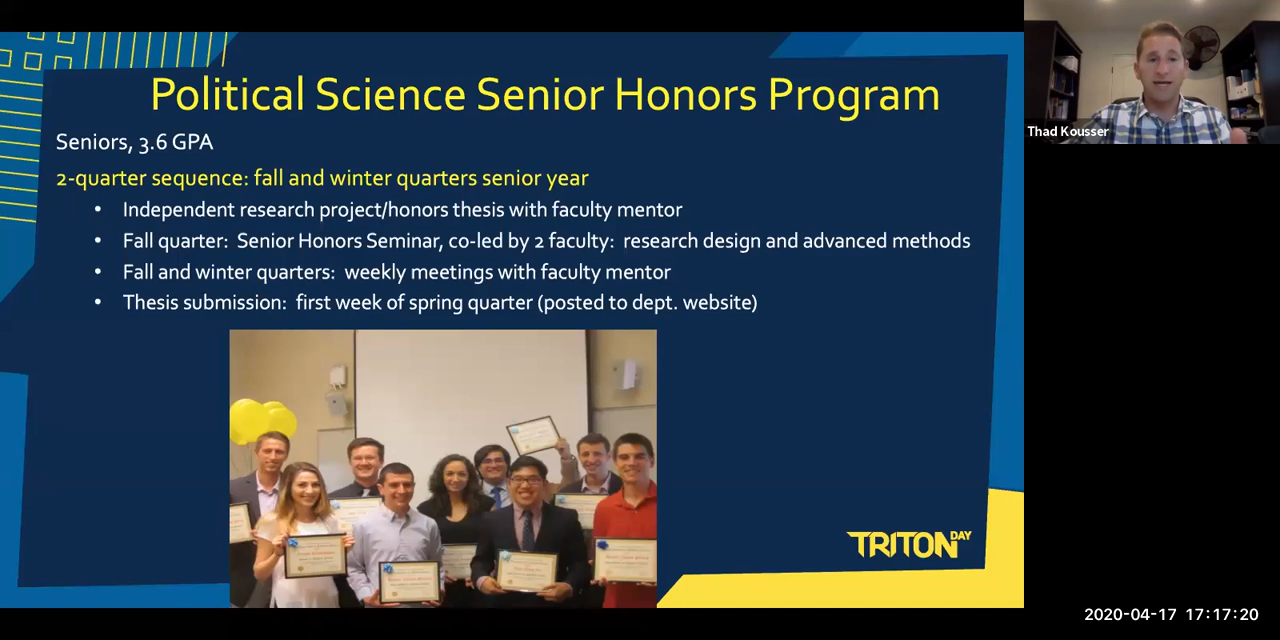 Political Science Senior Honors Program
Seniors, 3.6 GPA
2-quarter sequence: fall and winter quarters senior year
• Independent research project/honors thesis with faculty mentor
• Fall quarter: Senior Honors Seminar, co-led by 2 faculty: research design and advanced methods
• Fall and winter quarters: weekly meetings with faculty mentor
• Thesis submission: first week of spring quarter (posted to dept. website)
TRITON DAY
Thad Kousser
2020-04-17 17:17:20